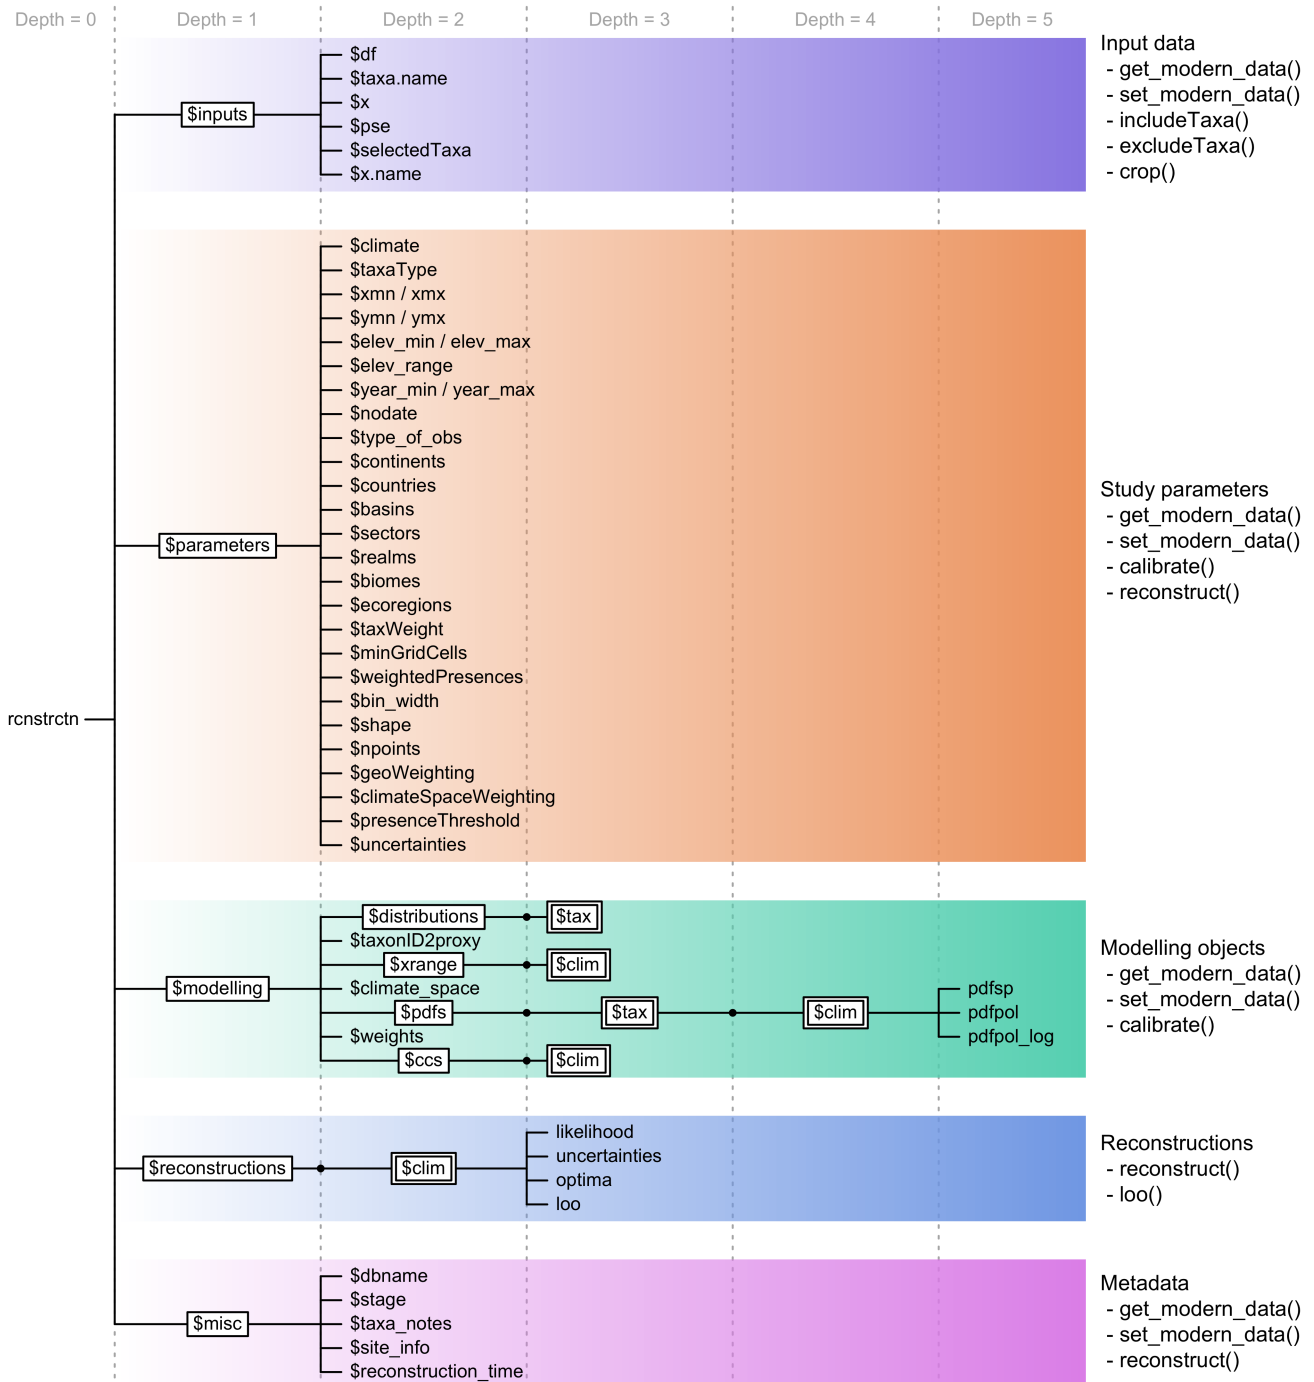 Depth = 0
Depth = 1
Depth = 2
Depth = 3
Depth = 4
Depth = 5
rcnstrctn
$inputs
$df
$taxa.name
$x
$pse
$selectedTaxa
$x.name
Input data
- get_modern_data()
- set_modern_data()
- includeTaxa()
- excludeTaxa()
- crop()
$parameters
$climate
$taxaType
$xmn / xmx
$ymn / ymx
$elev_min / elev_max
$elev_range
$year_min / year_max
$nodate
$type_of_obs
$continents
$countries
$basins
$sectors
$realms
$biomes
$ecoregions
$taxWeight
$minGridCells
$weightedPresences
$bin_width
$shape
$npoints
$geoWeighting
$climateSpaceWeighting
$presenceThreshold
$uncertainties
Study parameters
- get_modern_data()
- set_modern_data()
- calibrate()
- reconstruct()
$modelling
$distributions
$tax
$taxonID2proxy
$xrange
$clim
$climate_space
$pdfs
$tax
$clim
pdfsp
pdfpol
pdfpol_log
$weights
$ccs
$clim
Modelling objects
- get_modern_data()
- set_modern_data()
- calibrate()
$reconstructions
$clim
likelihood
uncertainties
optima
loo
Reconstructions
- reconstruct()
- loo()
$misc
$dbname
$stage
$taxa_notes
$site_info
$reconstruction_time
Metadata
- get_modern_data()
- set_modern_data()
- reconstruct()